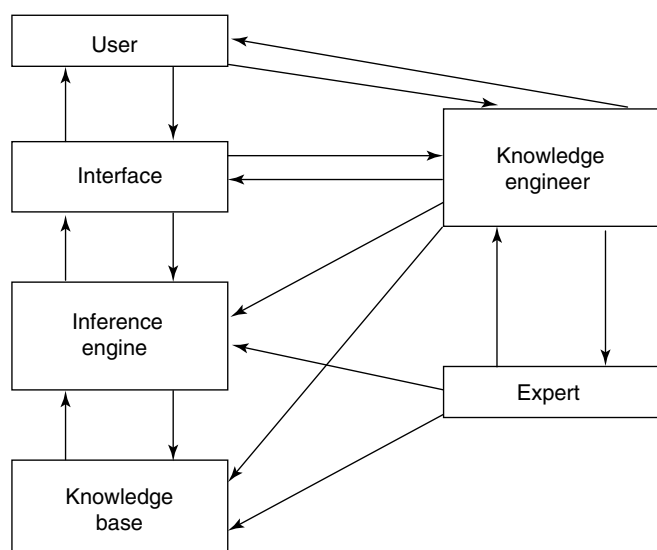 User
Interface
Knowledge
engineer
Inference
engine
Expert
Knowledge
base